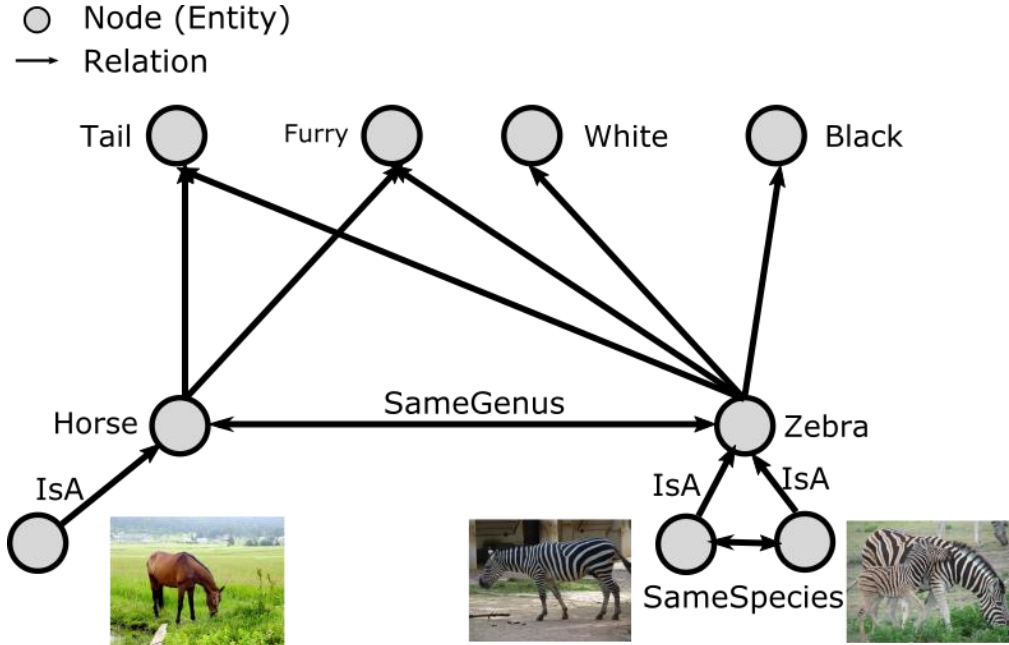 Node (Entity)
Relation
Tail
Furry
White
Black
Horse
SameGenus
Zebra
IsA
IsA
IsA
SameSpecies